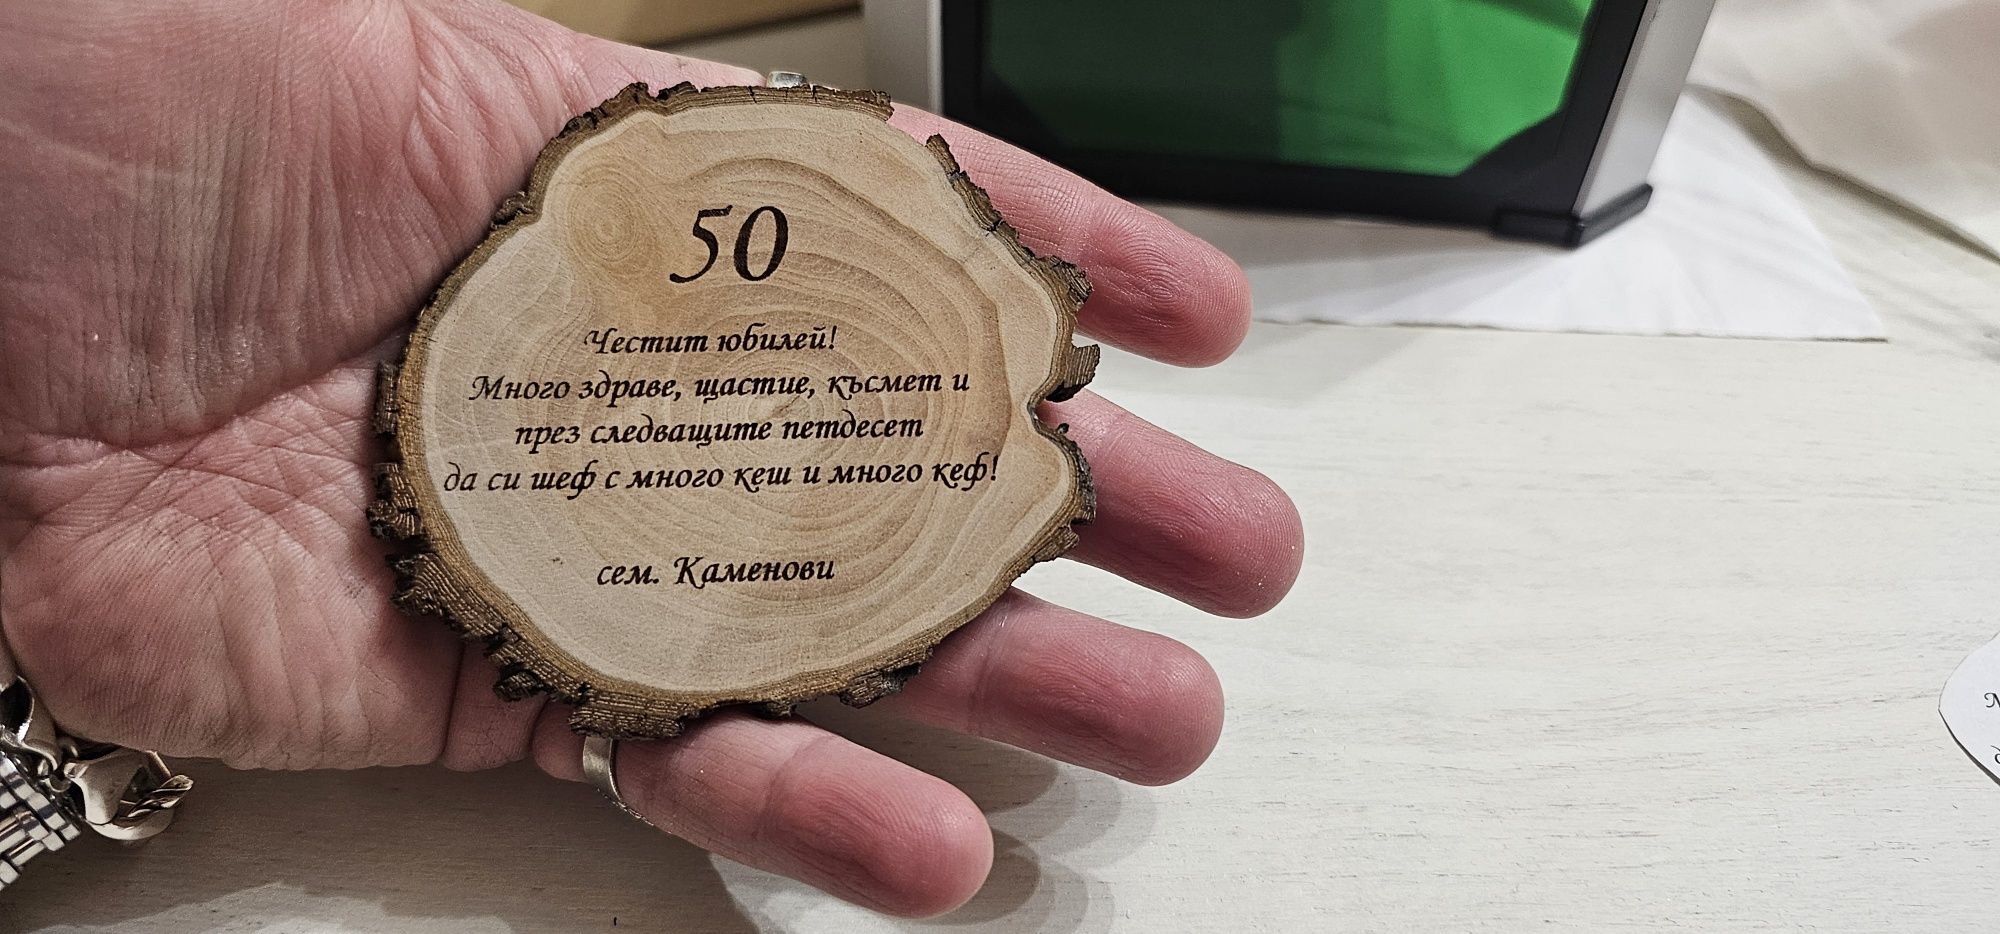 50
Честит юбилей!
Много здраве, щастие, късмет и
през следващите петдесет
да си шеф с много кеш и много кеф!
сем. Каменови